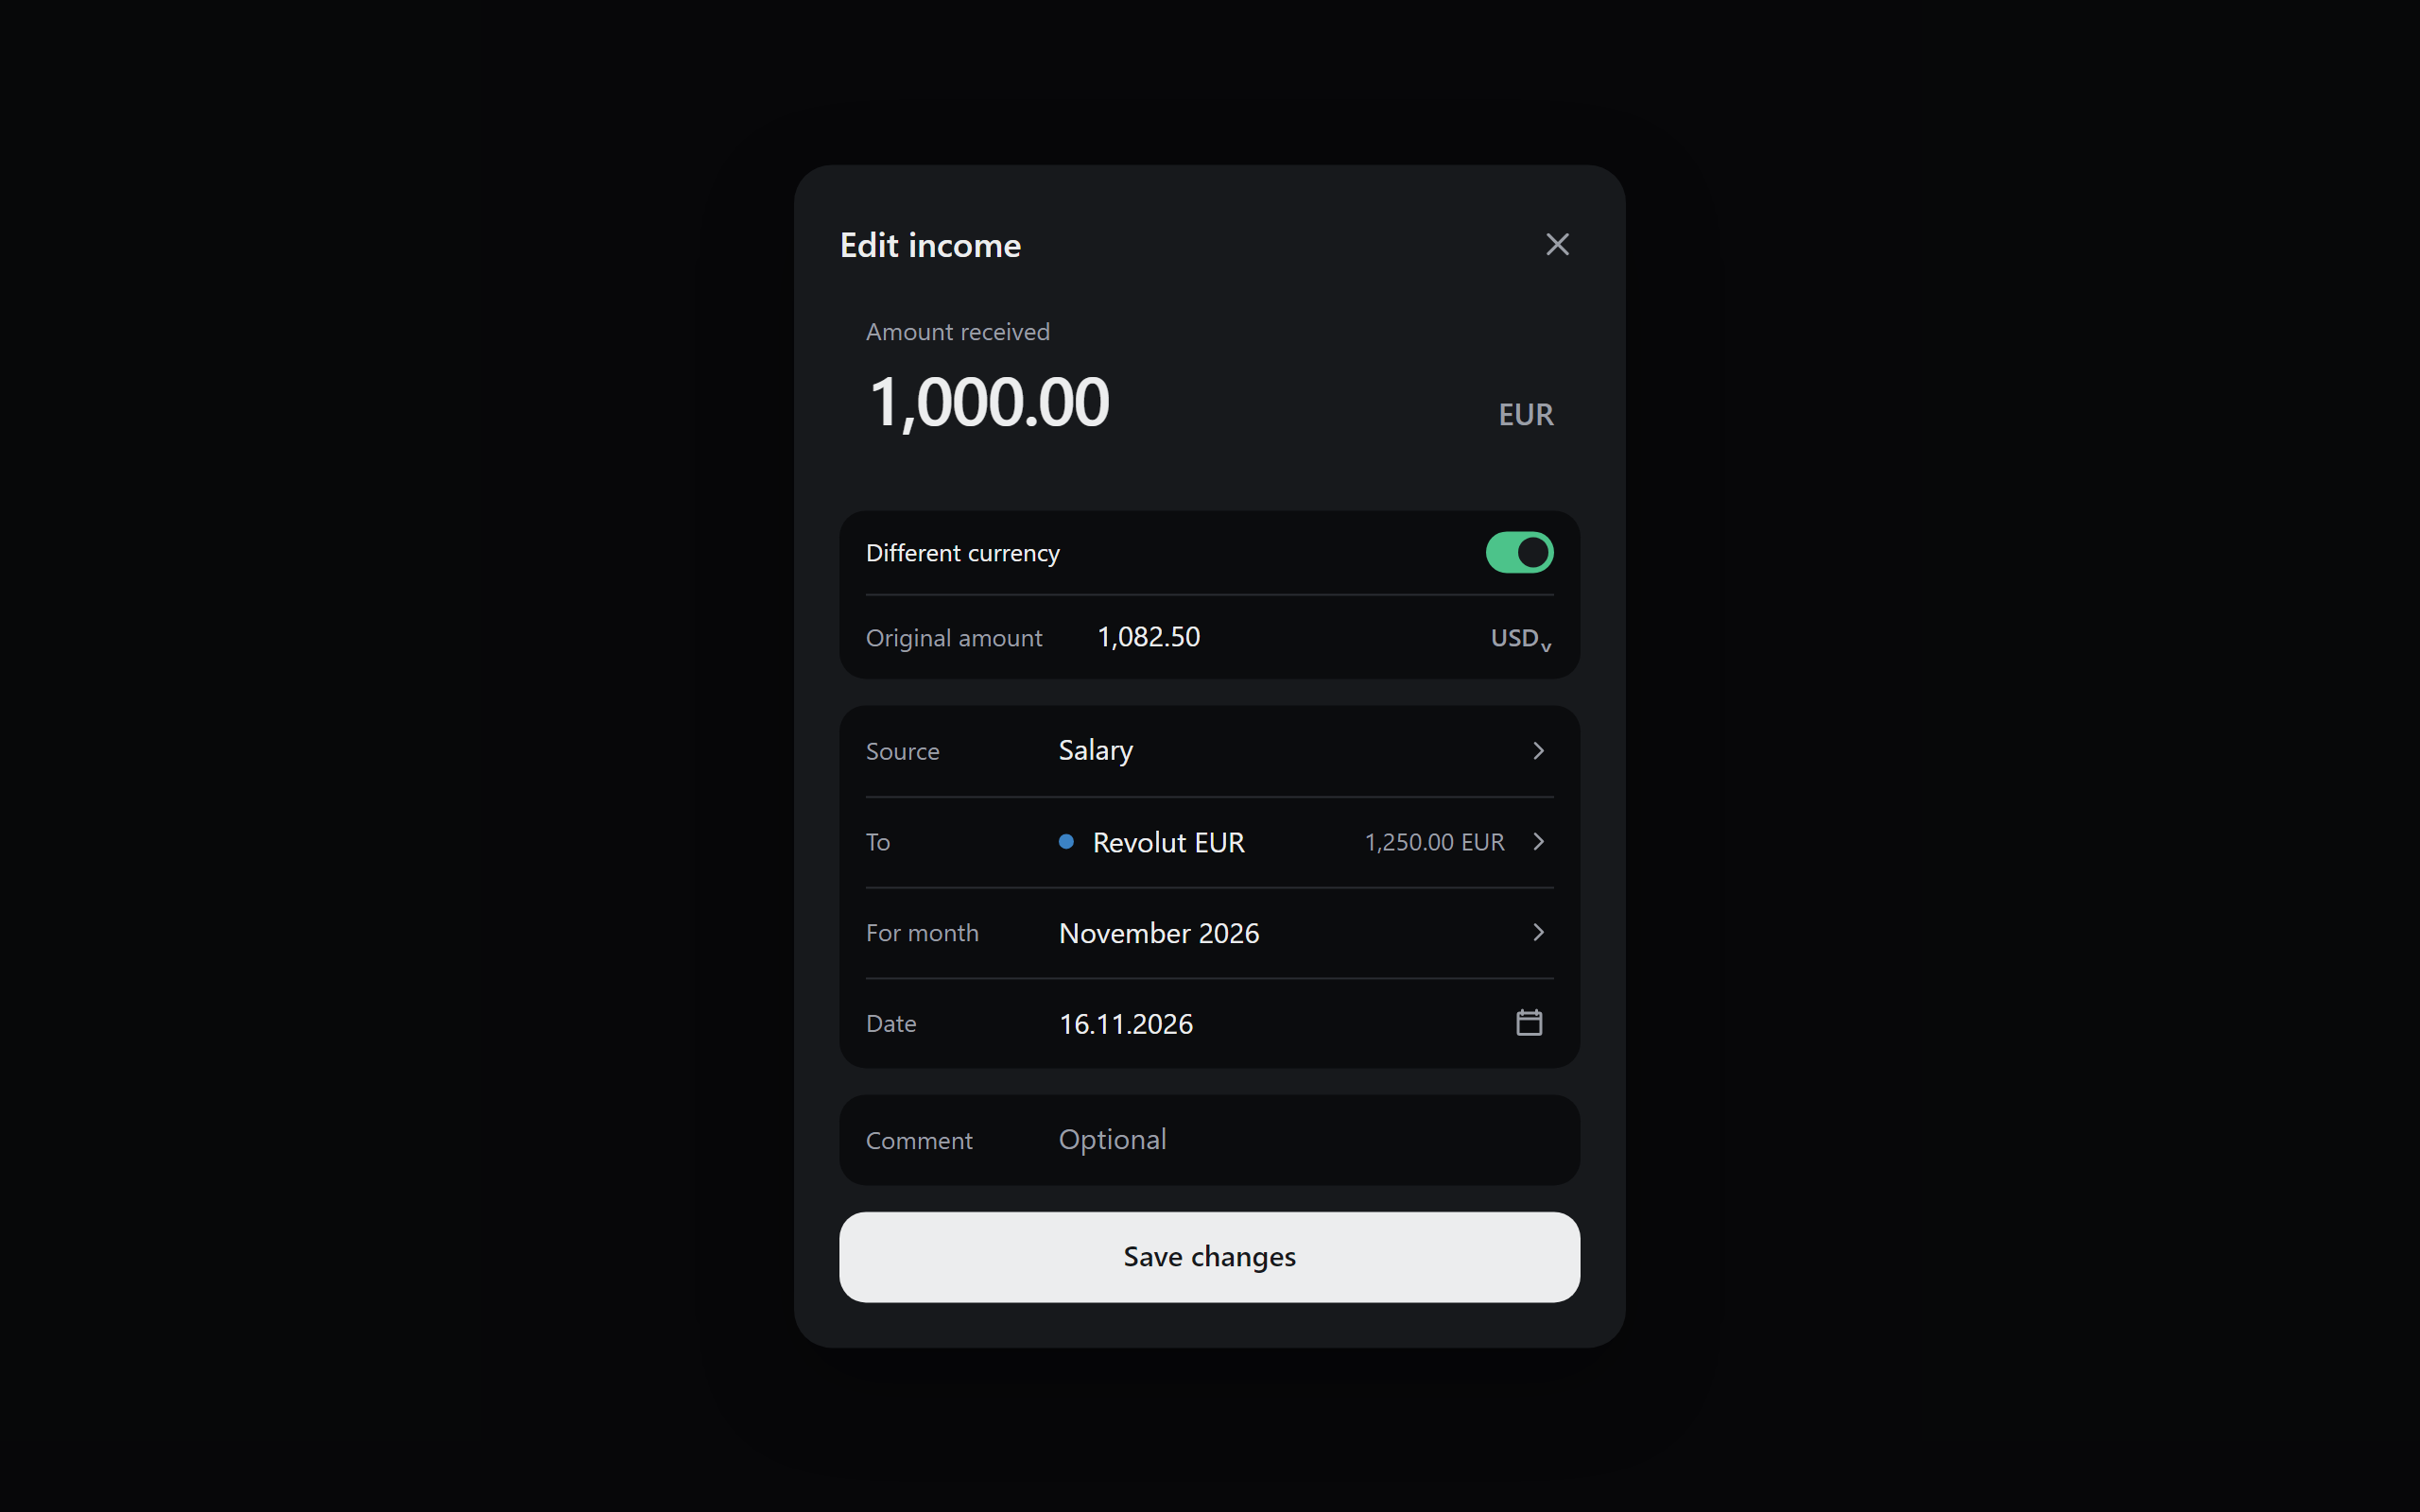 Edit income
Amount received
1,000.00 EUR
Different currency
Original amount 1,082.50 USD
Source Salary
To Revolut EUR 1,250.00 EUR
For month November 2026
Date 16.11.2026
Comment Optional
Save changes